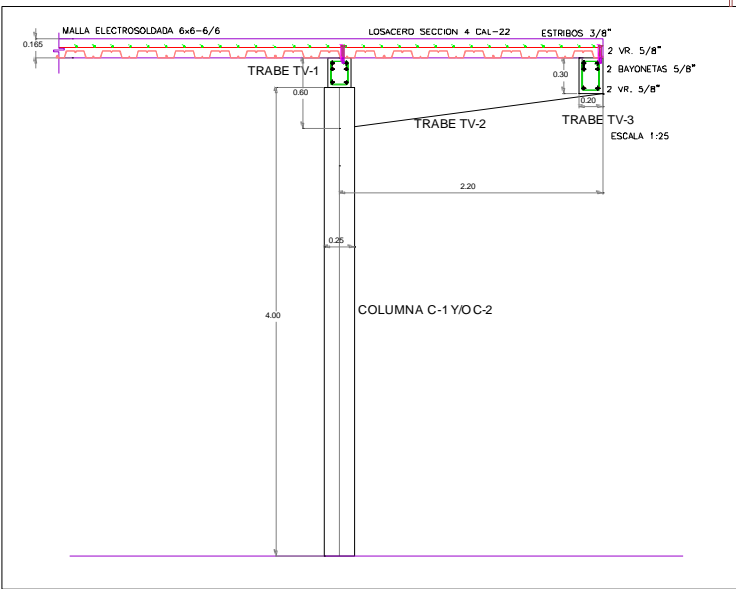 MALLA ELECTROSOLDADA 6x6-6/6
LOSACERO SECCION 4 CAL-22
ESTRIBOS 3/8"
0.165
2 VR. 5/8"
TRABE TV-1
0.30
2 BAYONETAS 5/8"
0.60
2 VR. 5/8"
0.20
TRABE TV-2
TRABE TV-3
ESCALA 1:25
2.20
0.25
4.00
COLUMNA C-1 Y/O C-2